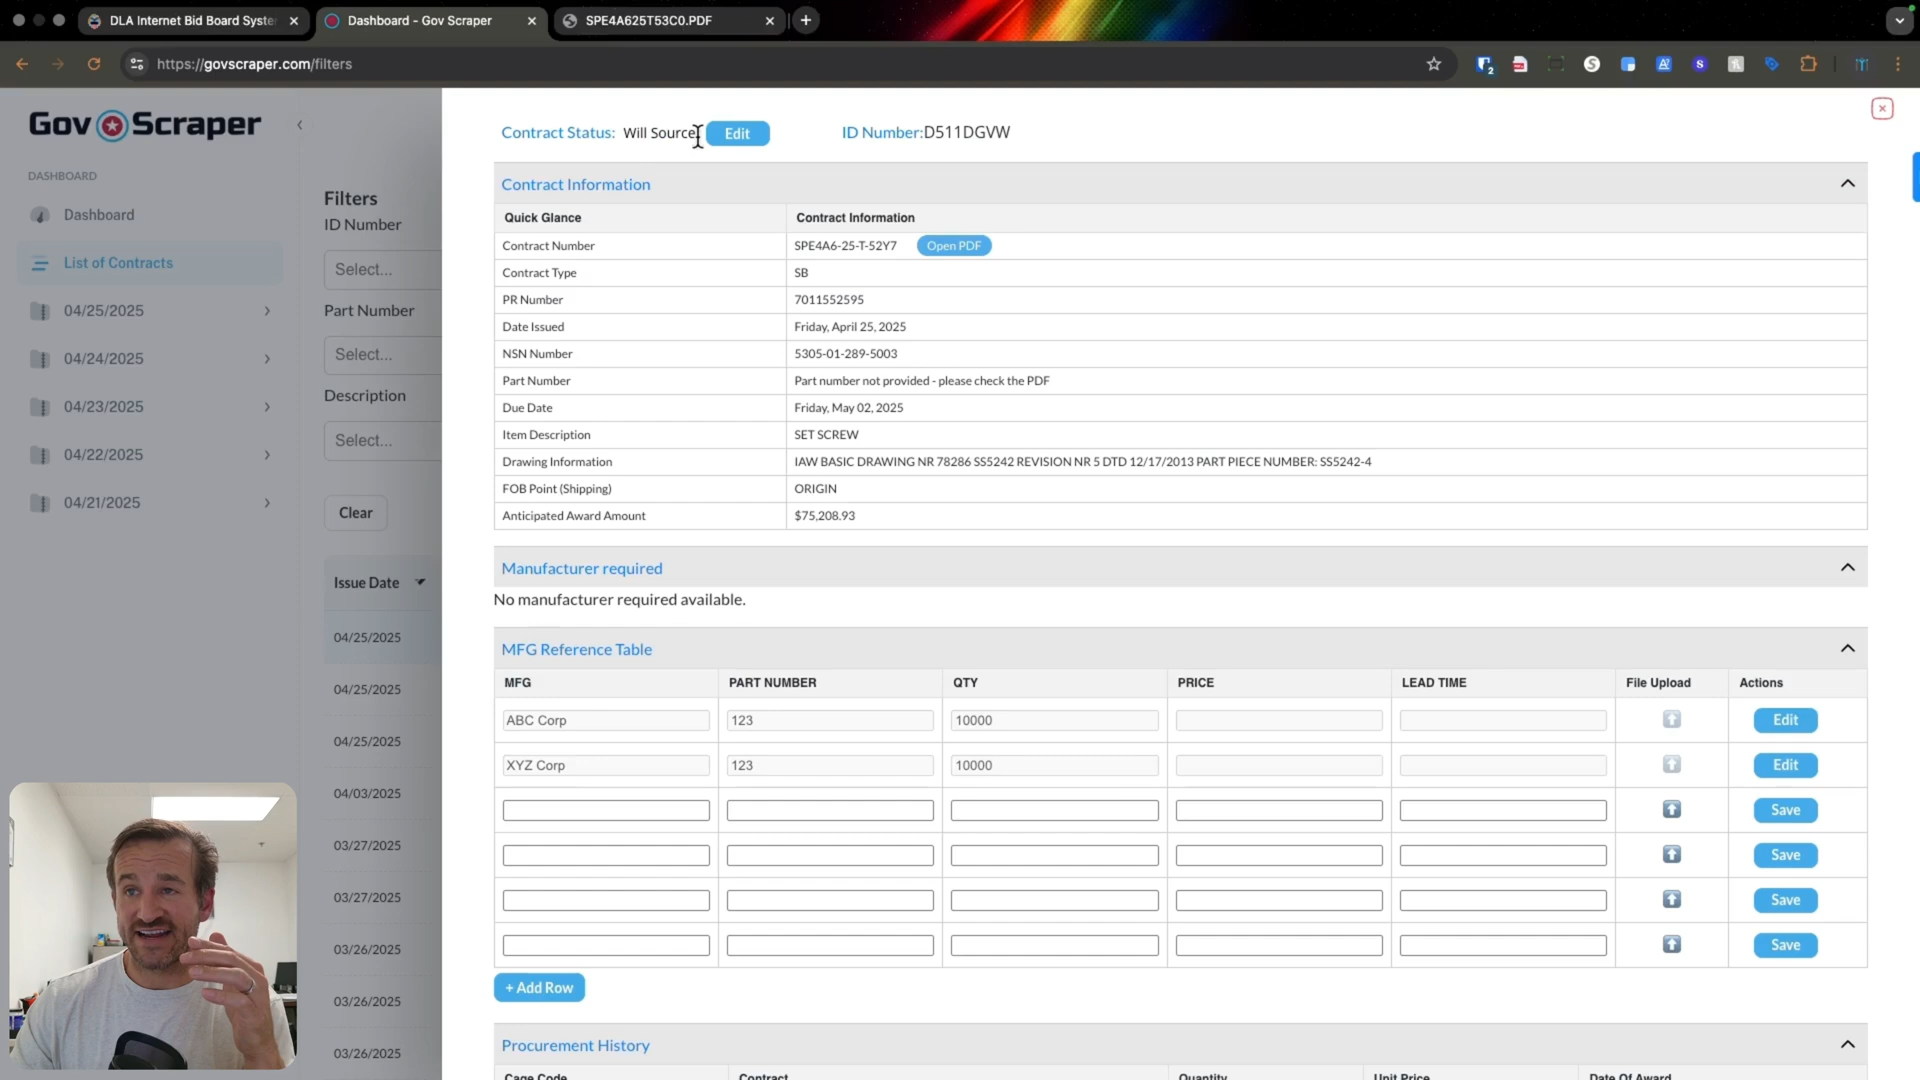 DLA Internet Bid Board Syste
Dashboard - Gov Scraper
SPE4A625T53C0.PDF
https://govscraper.com/filters
Gov Scraper
DASHBOARD
Dashboard
List of Contracts
04/25/2025
04/24/2025
04/23/2025
04/22/2025
04/21/2025
Filters
ID Number
Select...
Part Number
Select...
Description
Select...
Clear
Issue Date
04/25/2025
04/25/2025
04/25/2025
04/03/2025
03/27/2025
03/27/2025
03/26/2025
03/26/2025
03/26/2025
Contract Status: Will Source Edit ID Number:D511DGVW
Contract Information
Quick Glance Contract Information
Contract Number SPE4A6-25-T-52Y7 Open PDF
Contract Type SB
PR Number 7011552595
Date Issued Friday, April 25, 2025
NSN Number 5305-01-289-5003
Part Number Part number not provided - please check the PDF
Due Date Friday, May 02, 2025
Item Description SET SCREW
Drawing Information IAW BASIC DRAWING NR 78286 SS5242 REVISION NR 5 DTD 12/17/2013 PART PIECE NUMBER: SS5242-4
FOB Point (Shipping) ORIGIN
Anticipated Award Amount $75,208.93
Manufacturer required
No manufacturer required available.
MFG Reference Table
MFG PART NUMBER QTY PRICE LEAD TIME File Upload Actions
ABC Corp 123 10000 Edit
XYZ Corp 123 10000 Edit
Save
Save
Save
Save
+ Add Row
Procurement History
Cage Code Contract Quantity Unit Price Date Of Award